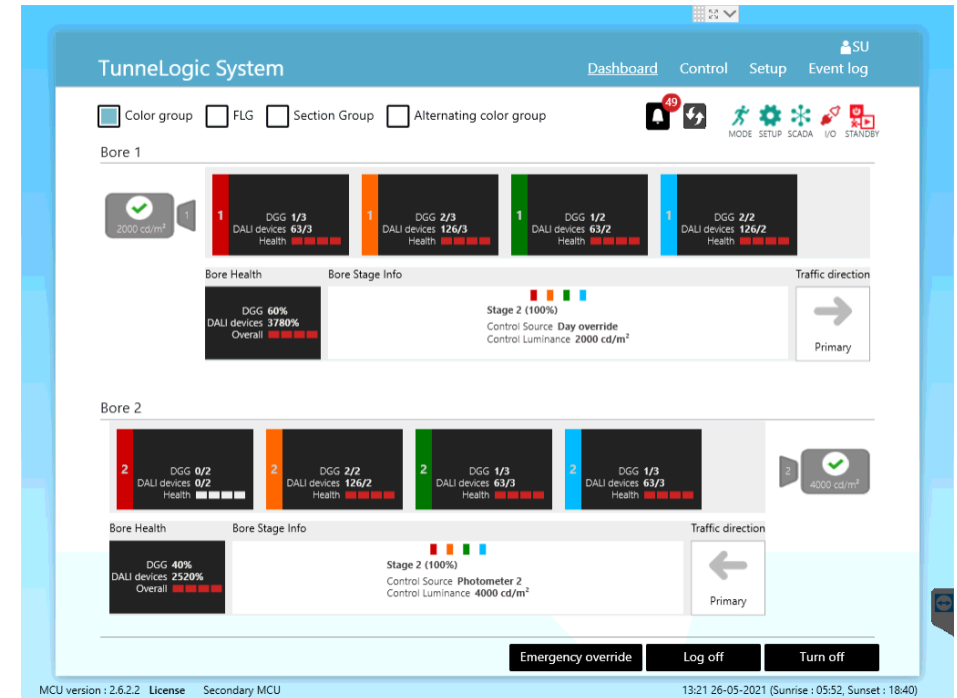 SU
TunneLogic System
Dashboard Control Setup Event log
Color group FLG Section Group Alternating color group
49
MODE SETUP SCADA I/O STANDBY
Bore 1
2000 cd/m² 1
1 DGG 1/3
DALI devices 63/3
Health
1 DGG 2/3
DALI devices 126/3
Health
1 DGG 1/2
DALI devices 63/2
Health
1 DGG 2/2
DALI devices 126/2
Health
Bore Health Bore Stage Info Traffic direction
DGG 60%
DALI devices 3780%
Overall
Stage 2 (100%)
Control Source Day override
Control Luminance 2000 cd/m²
Primary
Bore 2
2 DGG 0/2
DALI devices 0/2
Health
2 DGG 2/2
DALI devices 126/2
Health
2 DGG 1/3
DALI devices 63/3
Health
2 DGG 1/3
DALI devices 63/3
Health
2 4000 cd/m²
Bore Health Bore Stage Info Traffic direction
DGG 40%
DALI devices 2520%
Overall
Stage 2 (100%)
Control Source Photometer 2
Control Luminance 4000 cd/m²
Primary
Emergency override Log off Turn off
MCU version : 2.6.2.2 License Secondary MCU 13:21 26-05-2021 (Sunrise : 05:52, Sunset : 18:40)